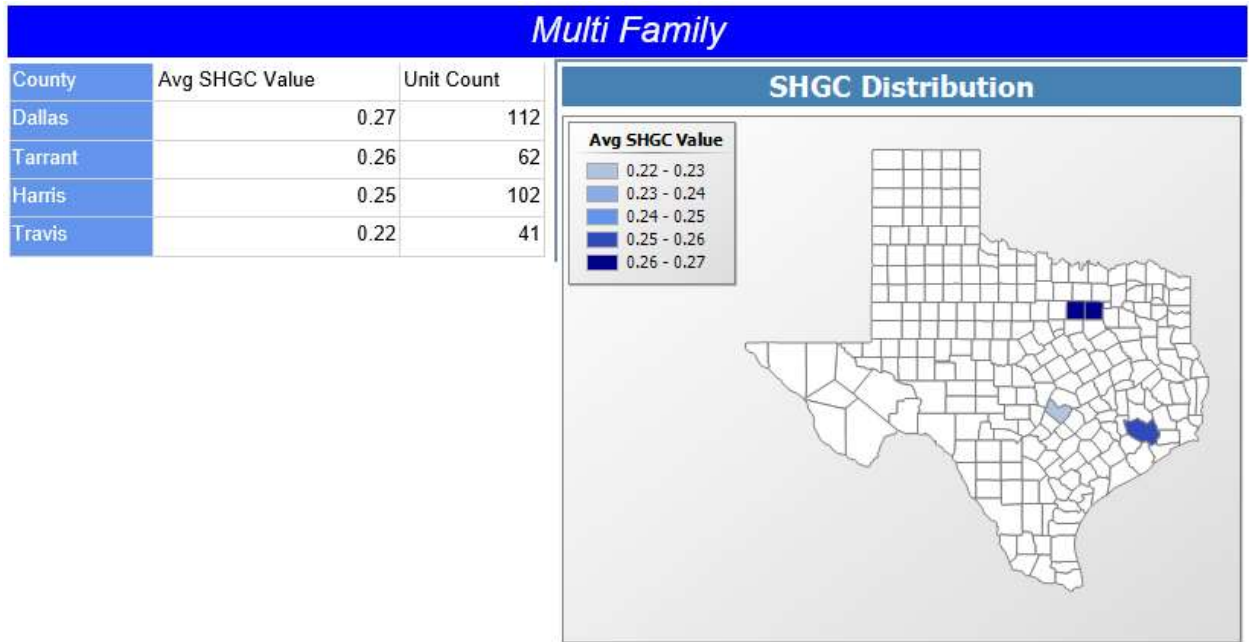 Multi Family
County Avg SHGC Value Unit Count
Dallas 0.27 112
Tarrant 0.26 62
Harris 0.25 102
Travis 0.22 41
SHGC Distribution
Avg SHGC Value
0.22 - 0.23
0.23 - 0.24
0.24 - 0.25
0.25 - 0.26
0.26 - 0.27